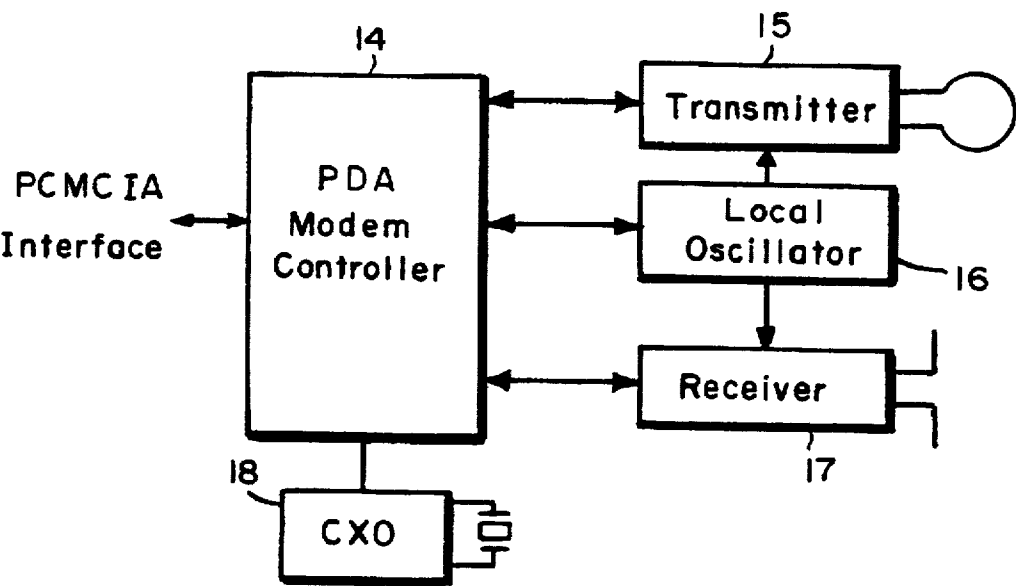 14
15
PCMCIA
Interface
PDA
Modem
Controller
Transmitter
Local
Oscillator
16
Receiver
17
18
CXO